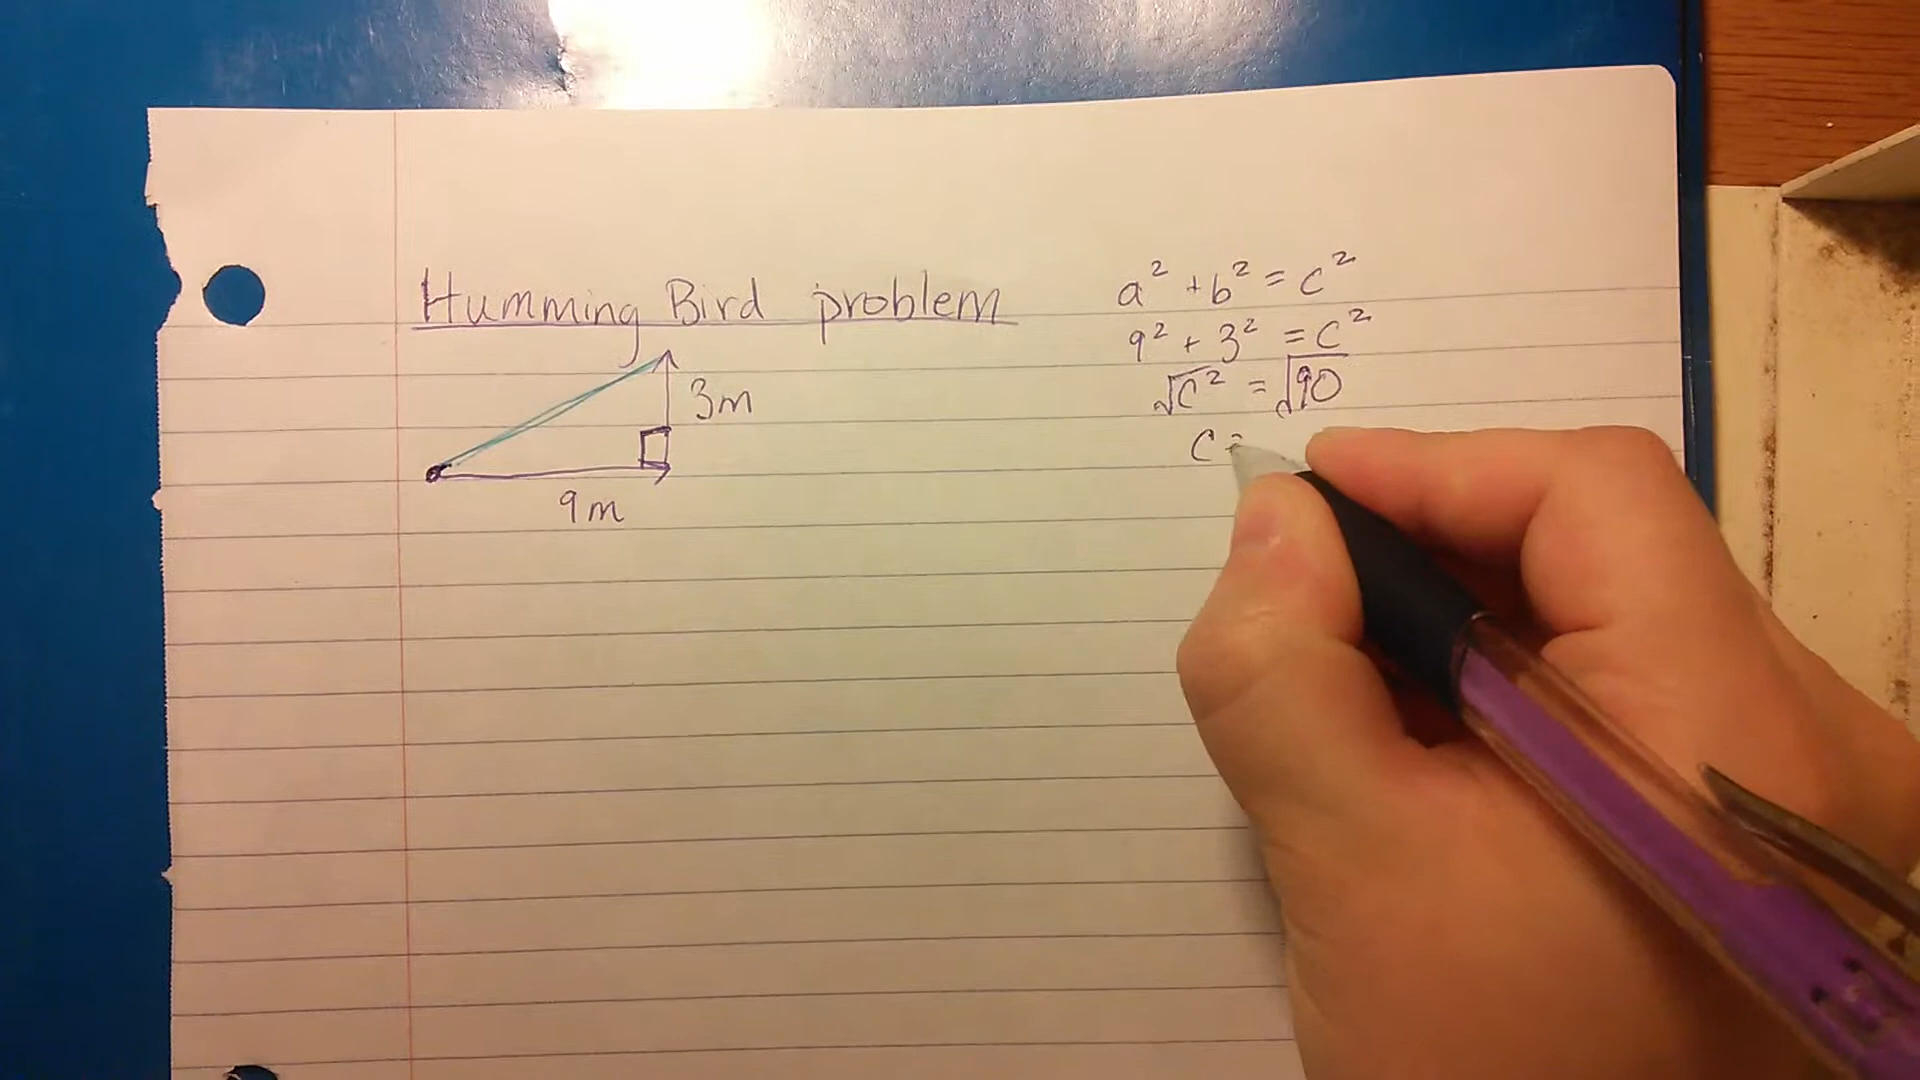 Humming Bird problem
3m
9m
a² + b² = c²
9² + 3² = c²
√c² = √90
c =